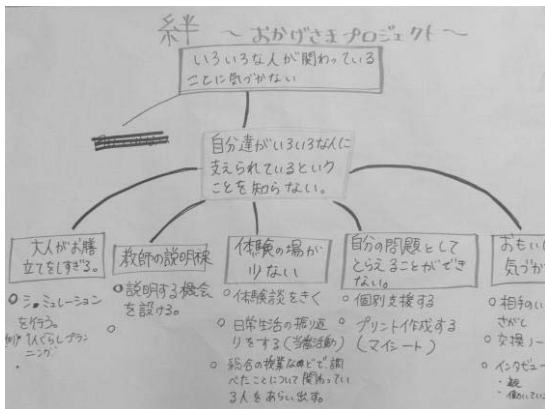 絆 ～おかげさまプロジェクト～
いろいろな人が関わっている
ことに気づかない
自分達がいろいろな人に
支えられているという
ことを知らない。
大人がお膳
立てをしすぎる。
○シュミレーション
を行う。
プラン
ニング
教師の説明
○説明する機会
を設ける。
○
体験の場が
少ない
○体験談をきく
○日常生活の振り返
りをする(当番活動)
○総合の授業などで調
べたことについて関わってい
る人をあらい出す。
自分の問題として
とらえることができ
ない。
○個別支援する
○プリント作成する
(マイシート)
おもい
気づか
○相手のい
さがし
○交換ノー
○インタビュー
・親
・働いてい